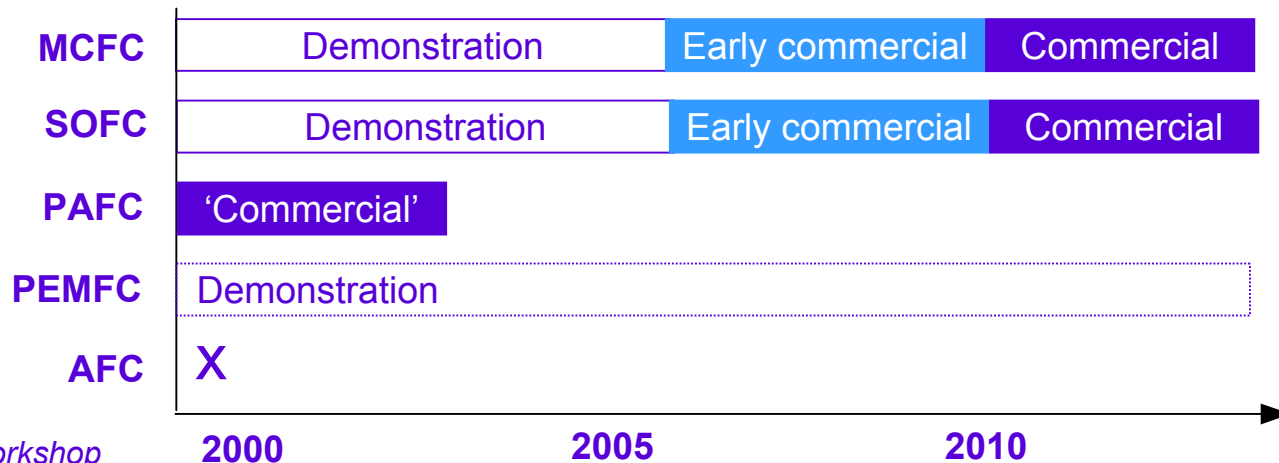 MCFC Demonstration Early commercial Commercial
SOFC Demonstration Early commercial Commercial
PAFC ‘Commercial’
PEMFC Demonstration
AFC X
2000 2005 2010